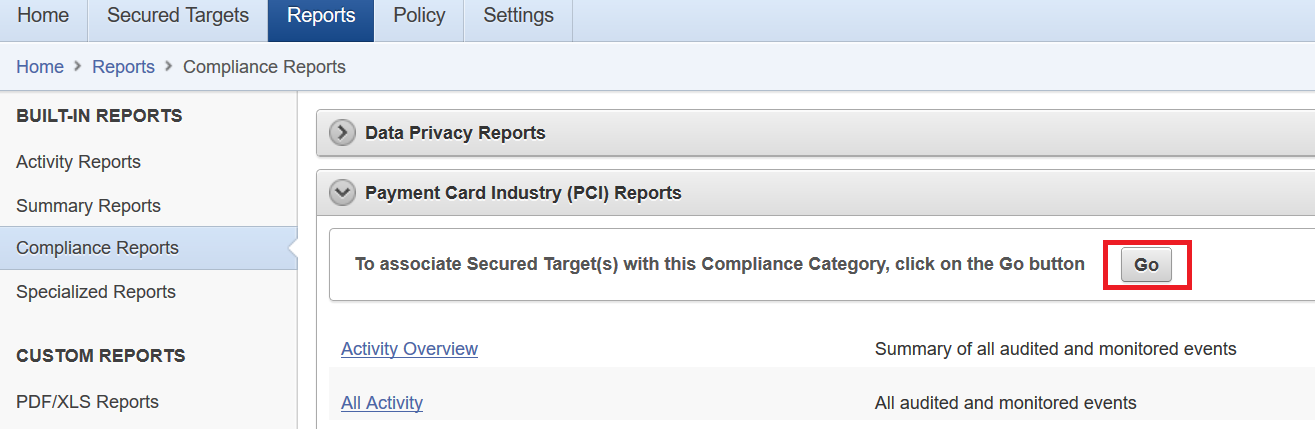 Home Secured Targets Reports Policy Settings
Home > Reports > Compliance Reports
BUILT-IN REPORTS
Activity Reports
Summary Reports
Compliance Reports
Specialized Reports
CUSTOM REPORTS
PDF/XLS Reports
Data Privacy Reports
Payment Card Industry (PCI) Reports
To associate Secured Target(s) with this Compliance Category, click on the Go button Go
Activity Overview Summary of all audited and monitored events
All Activity All audited and monitored events